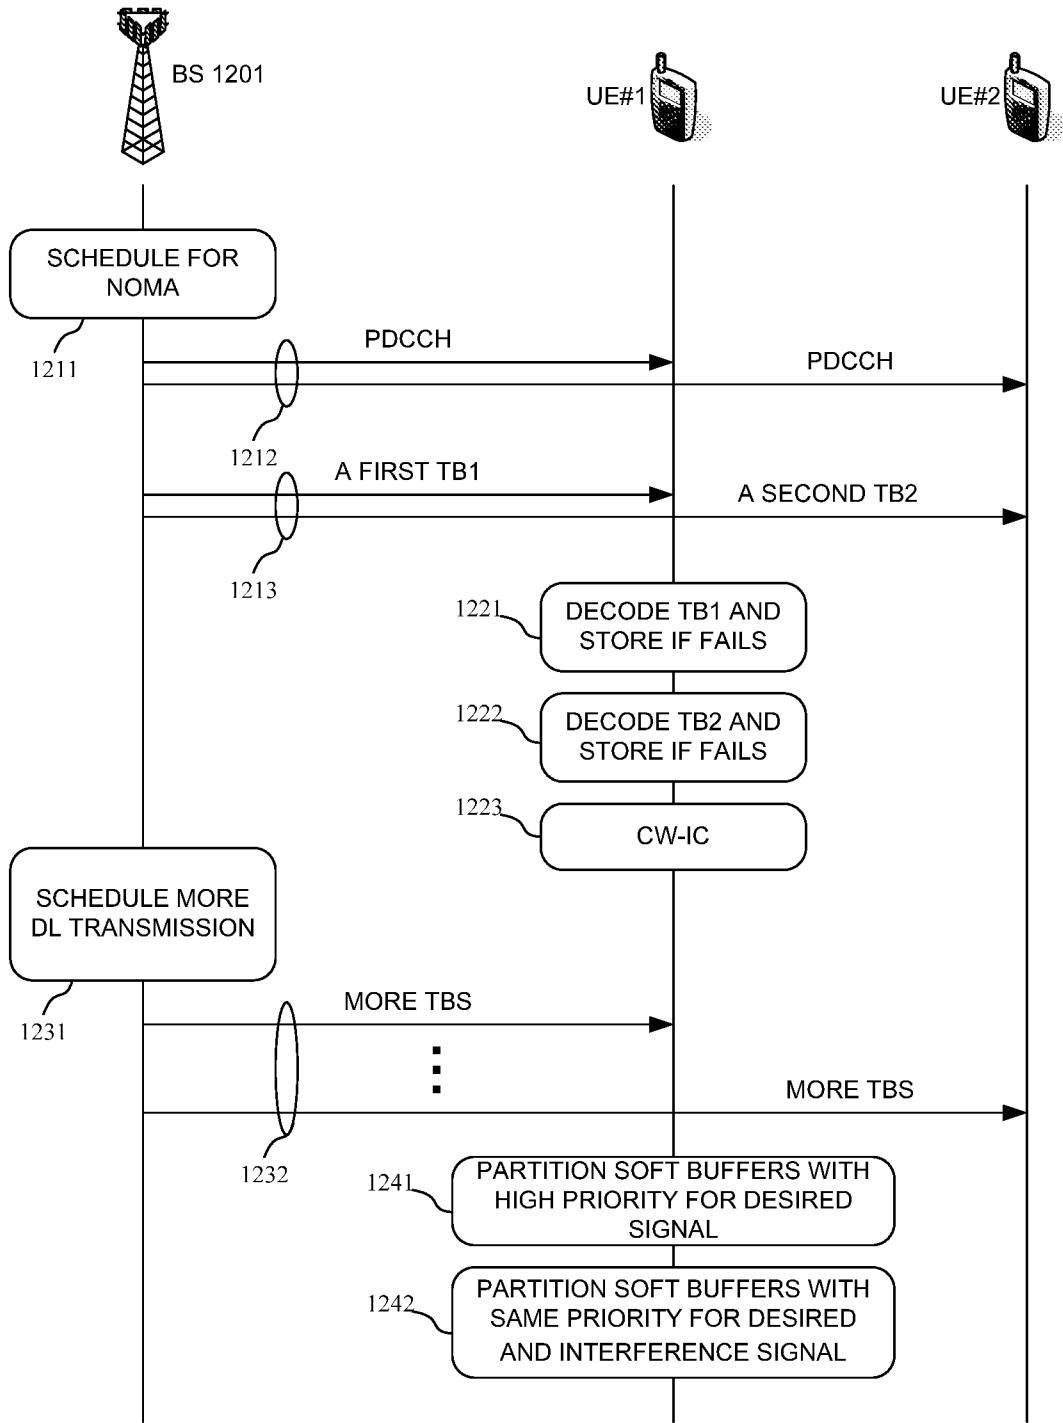 BS 1201
UE#1
UE#2
SCHEDULE FOR
NOMA
1211
PDCCH
PDCCH
1212
A FIRST TB1
A SECOND TB2
1213
1221
DECODE TB1 AND
STORE IF FAILS
1222
DECODE TB2 AND
STORE IF FAILS
1223
CW-IC
SCHEDULE MORE
DL TRANSMISSION
1231
MORE TBS
MORE TBS
1232
1241
PARTITION SOFT BUFFERS WITH
HIGH PRIORITY FOR DESIRED
SIGNAL
1242
PARTITION SOFT BUFFERS WITH
SAME PRIORITY FOR DESIRED
AND INTERFERENCE SIGNAL